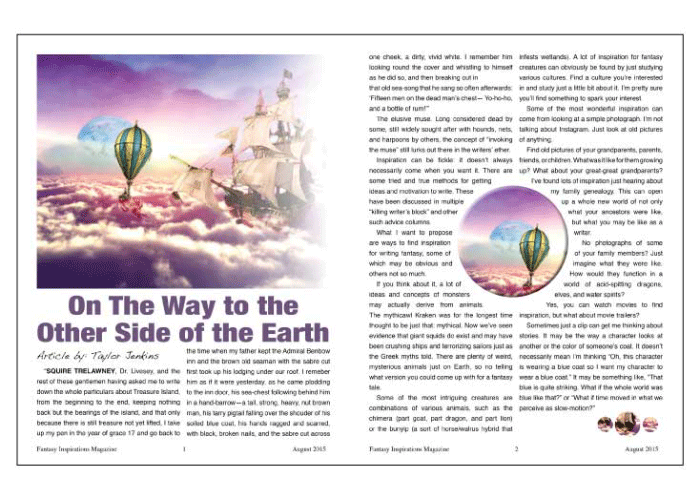 On The Way to the
Other Side of the Earth
Article by: Taylor Jenkins
"SQUIRE TRELAWNEY, Dr. Livesey, and the
rest of these gentlemen having asked me to write
down the whole particulars about Treasure Island,
from the beginning to the end, keeping nothing
back but the bearings of the island, and that only
because there is still treasure not yet lifted, I take
up my pen in the year of grace 17 and go back to
the time when my father kept the Admiral Benbow
inn and the brown old seaman with the sabre cut
first took up his lodging under our roof. I remeber
him as if it were yesterday, as he came plodding
to the inn door, his sea-chest following behind him
in a hand-barrow—a tall, strong, heavy, nut brown
man, his tarry pigtail falling over the shouder of his
soiled blue coat, his hands ragged and scarred,
with black, broken nails, and the sabre cut across
Fantasy Inspirations Magazine
1
August 2015
one cheek, a dirty, vivid white. I remember him
looking round the cover and whistling to himself
as he did so, and then breaking out in
that old sea-song that he sang so often afterwards:
'Fifteen men on the dead man's chest— Yo-ho-ho,
and a bottle of rum!'"
The elusive muse. Long considered dead by
some, still widely sought after with hounds, nets,
and harpoons by others, the concept of "invoking
the muse" still lurks out there in the writers' ether.
Inspiration can be fickle: it doesn't always
necessarily come when you want it. There are
some tried and true methods for getting
ideas and motivation to write. These
have been discussed in multiple
"killing writer's block" and other
such advice columns.
What I want to propose
are ways to find inspiration
for writing fantasy, some of
which may be obvious and
others not so much.
If you think about it, a lot of
ideas and concepts of monsters
may actually derive from animals.
The mythicawl Kraken was for the longest time
thought to be just that: mythical. Now we've seen
evidence that giant squids do exist and may have
been crushing ships and terrorizing sailors just as
the Greek myths told. There are plenty of weird,
mysterious animals just on Earth, so no telling
what version you could come up with for a fantasy
tale.
Some of the most intriguing creatures are
combinations of various animals, such as the
chimera (part goat, part dragon, and part lion)
or the bunyip (a sort of horse/walrus hybrid that
infests wetlands). A lot of inspiration for fantasy
creatures can obviously be found by just studying
various cultures. Find a culture you're interested
in and study just a little bit about it. I'm pretty sure
you'll find something to spark your interest.
Some of the most wonderful inspiration can
come from looking at a simple photograph. I'm not
talking about Instagram. Just look at old pictures
of anything.
Find old pictures of your grandparents, parents,
friends, or children. What was it like for them growing
up? What about your great-great grandparents?
I've found lots of inspiration just hearing about
my family genealogy. This can open
up a whole new world of not only
what your ancestors were like,
but what you may be like as a
writer.
No photographs of some
of your family members? Just
imagine what they were like.
How would they function in a
world of acid-spitting dragons,
elves, and water spirits?
Yes, you can watch movies to find
inspiration, but what about movie trailers?
Sometimes just a clip can get me thinking about
stories. It may be the way a character looks at
another or the color of someone's coat. It doesn't
necessarily mean I'm thinking "Oh, this character
is wearing a blue coat so I want my character to
wear a blue coat." It may be something like, "That
blue is quite striking. What if the whole world was
blue like that?" or "What if time moved in what we
perceive as slow-motion?"
Fantasy Inspirations Magazine
2
August 2015